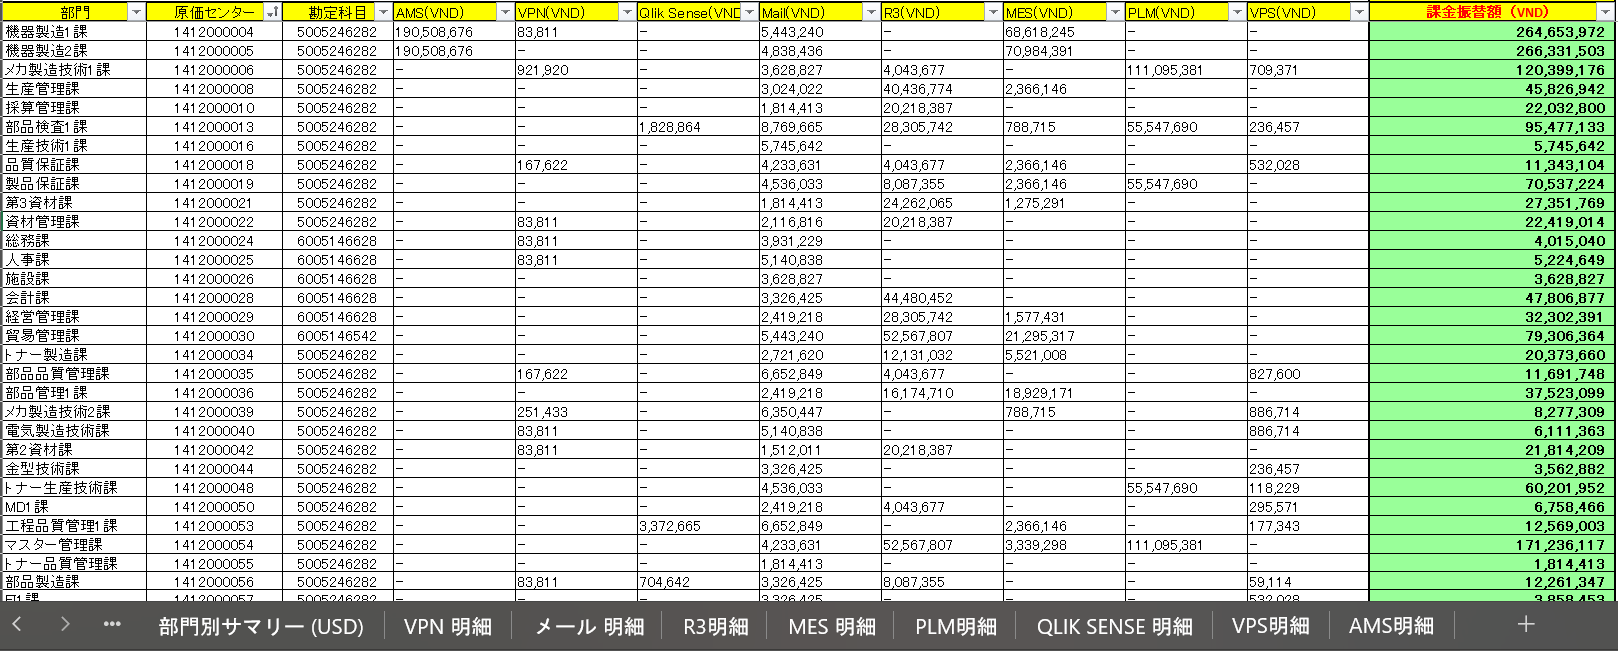 部門 原価センター 勘定科目 AMS(VND) VPN(VND) Qlik Sense(VND Mail(VND) R3(VND) MES(VND) PLM(VND) VPS(VND) 課金振替額 (VND)
機器製造1課 1412000004 5005246282 190,508,676 83,811 – 5,443,240 – 68,618,245 – – 264,653,972
機器製造2課 1412000005 5005246282 190,508,676 – – 4,838,436 – 70,984,391 – – 266,331,503
メカ製造技術1課 1412000006 5005246282 – 921,920 – 3,628,827 4,043,677 – 111,095,381 709,371 120,399,176
生産管理課 1412000008 5005246282 – – – 3,024,022 40,436,774 2,366,146 – – 45,826,942
採算管理課 1412000010 5005246282 – – – 1,814,413 20,218,387 – – – 22,032,800
部品検査1課 1412000013 5005246282 – – 1,828,864 8,769,665 28,305,742 788,715 55,547,690 236,457 95,477,133
生産技術1課 1412000016 5005246282 – – – 5,745,642 – – – – 5,745,642
品質保証課 1412000018 5005246282 – 167,622 – 4,233,631 4,043,677 2,366,146 – 532,028 11,343,104
製品保証課 1412000019 5005246282 – – – 4,536,033 8,087,355 2,366,146 55,547,690 – 70,537,224
第3資材課 1412000021 5005246282 – – – 1,814,413 24,262,065 1,275,291 – – 27,351,769
資材管理課 1412000022 5005246282 – 83,811 – 2,116,816 20,218,387 – – – 22,419,014
総務課 1412000024 6005146628 – 83,811 – 3,931,229 – – – – 4,015,040
人事課 1412000025 6005146628 – 83,811 – 5,140,838 – – – – 5,224,649
施設課 1412000026 6005146628 – – – 3,628,827 – – – – 3,628,827
会計課 1412000028 6005146628 – – – 3,326,425 44,480,452 – – – 47,806,877
経営管理課 1412000029 6005146628 – – – 2,419,218 28,305,742 1,577,431 – – 32,302,391
貿易管理課 1412000030 6005146542 – – – 5,443,240 52,567,807 21,295,317 – – 79,306,364
トナー製造課 1412000034 5005246282 – – – 2,721,620 12,131,032 5,521,008 – – 20,373,660
部品品質管理課 1412000035 5005246282 – 167,622 – 6,652,849 4,043,677 – – 827,600 11,691,748
部品管理1課 1412000036 5005246282 – – – 2,419,218 16,174,710 18,929,171 – – 37,523,099
メカ製造技術2課 1412000039 5005246282 – 251,433 – 6,350,447 – 788,715 – 886,714 8,277,309
電気製造技術課 1412000040 5005246282 – 83,811 – 5,140,838 – – – 886,714 6,111,363
第2資材課 1412000042 5005246282 – 83,811 – 1,512,011 20,218,387 – – – 21,814,209
金型技術課 1412000044 5005246282 – – – 3,326,425 – – – 236,457 3,562,882
トナー生産技術課 1412000048 5005246282 – – – 4,536,033 – – 55,547,690 118,229 60,201,952
MD1課 1412000050 5005246282 – – – 2,419,218 4,043,677 – – 295,571 6,758,466
工程品質管理1課 1412000053 5005246282 – – 3,372,665 6,652,849 – 2,366,146 – 177,343 12,569,003
マスター管理課 1412000054 5005246282 – – – 4,233,631 52,567,807 3,339,298 111,095,381 – 171,236,117
トナー品質管理課 1412000055 5005246282 – – – 1,814,413 – – – – 1,814,413
部品製造課 1412000056 5005246282 – 83,811 704,642 3,326,425 8,087,355 – – 59,114 12,261,347
1412000057 5005246282 – – – 3,326,425 – – – 532,028 3,858,453
部門別サマリー (USD) VPN 明細 メール 明細 R3明細 MES 明細 PLM明細 QLIK SENSE 明細 VPS明細 AMS明細